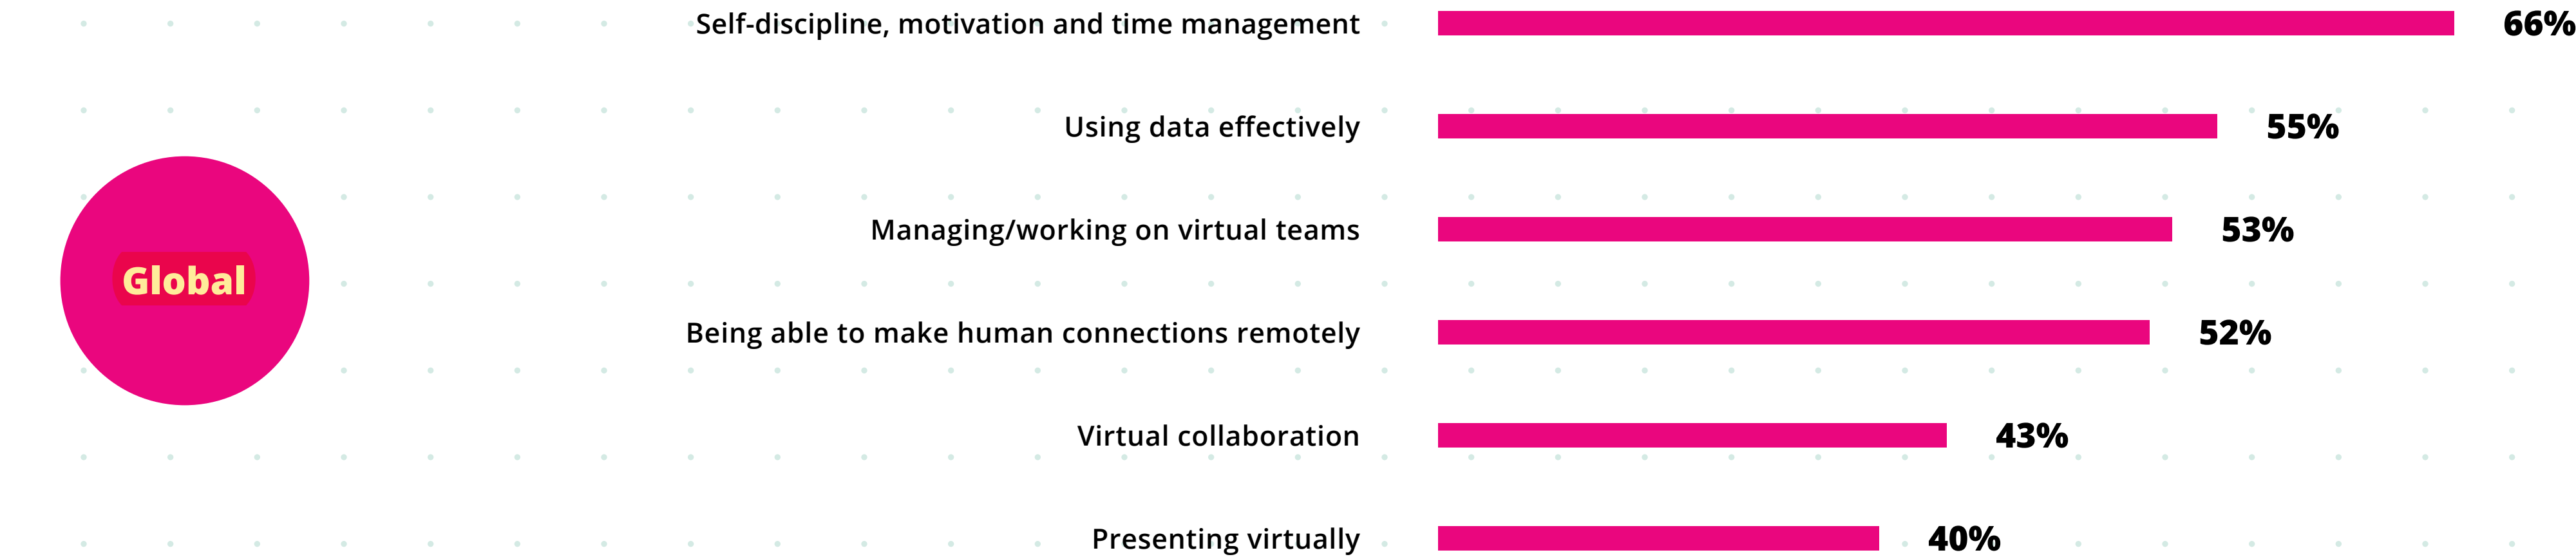 Self-discipline, motivation and time management 66%
Using data effectively 55%
Managing/working on virtual teams 53%
Global
Being able to make human connections remotely 52%
Virtual collaboration 43%
Presenting virtually 40%